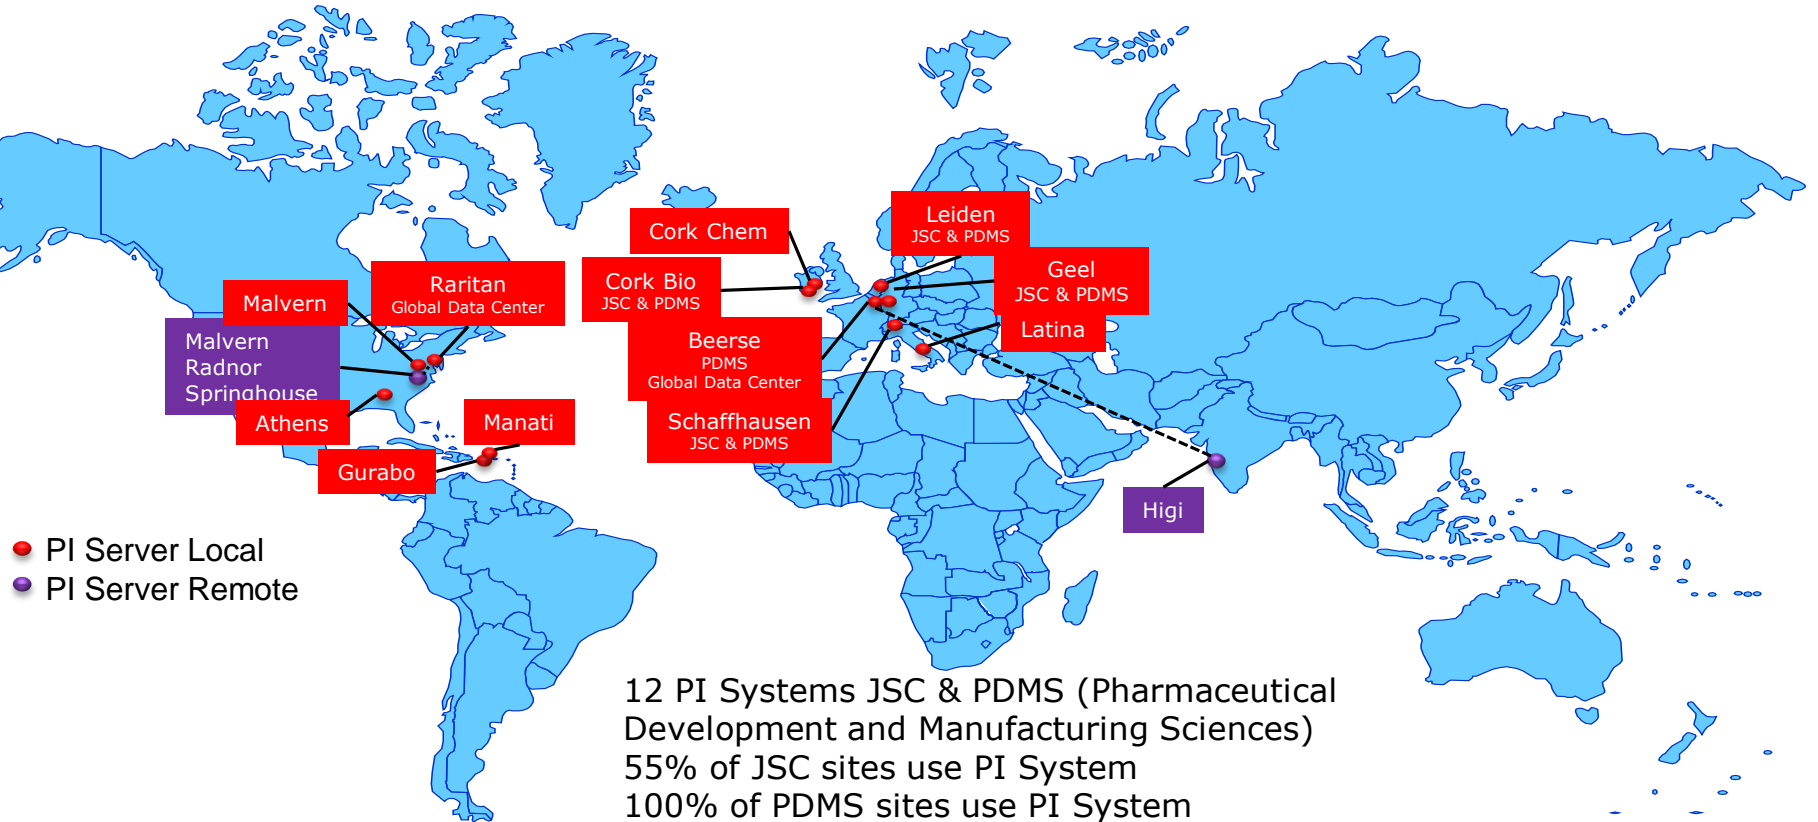 Leiden
JSC & PDMS
Cork Chem
Cork Bio
JSC & PDMS
Geel
JSC & PDMS
Raritan
Global Data Center
Malvern
Latina
Malvern
Radnor
Springhouse
Beerse
PDMS
Global Data Center
Athens
Manati
Schaffhausen
JSC & PDMS
Gurabo
Higi
PI Server Local
PI Server Remote
12 PI Systems JSC & PDMS (Pharmaceutical
Development and Manufacturing Sciences)
55% of JSC sites use PI System
100% of PDMS sites use PI System